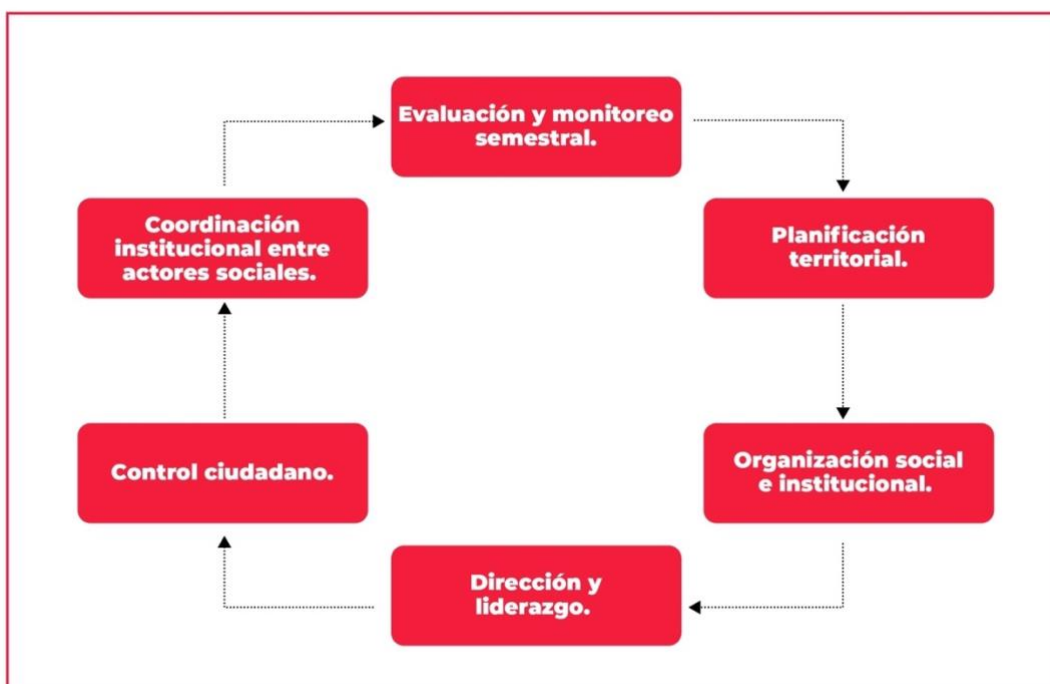 Evaluación y monitoreo
semestral.
Planificación
territorial.
Organización social
e institucional.
Dirección y
liderazgo.
Control ciudadano.
Coordinación
institucional entre
actores sociales.